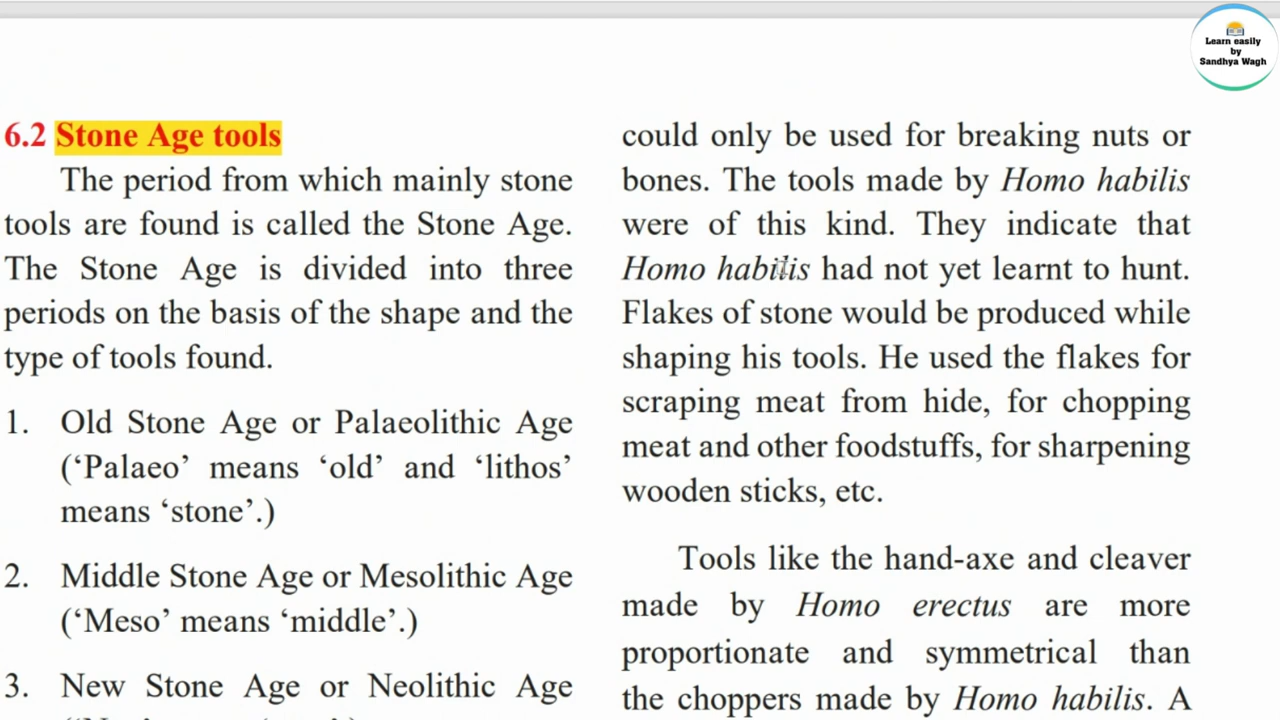 Learn easily
by
Sandhya Wagh
6.2 Stone Age tools
The period from which mainly stone
tools are found is called the Stone Age.
The Stone Age is divided into three
periods on the basis of the shape and the
type of tools found.
1. Old Stone Age or Palaeolithic Age
(‘Palaeo’ means ‘old’ and ‘lithos’
means ‘stone’.)
2. Middle Stone Age or Mesolithic Age
(‘Meso’ means ‘middle’.)
3. New Stone Age or Neolithic Age
could only be used for breaking nuts or
bones. The tools made by Homo habilis
were of this kind. They indicate that
Homo habilis had not yet learnt to hunt.
Flakes of stone would be produced while
shaping his tools. He used the flakes for
scraping meat from hide, for chopping
meat and other foodstuffs, for sharpening
wooden sticks, etc.
Tools like the hand-axe and cleaver
made by Homo erectus are more
proportionate and symmetrical than
the choppers made by Homo habilis. A